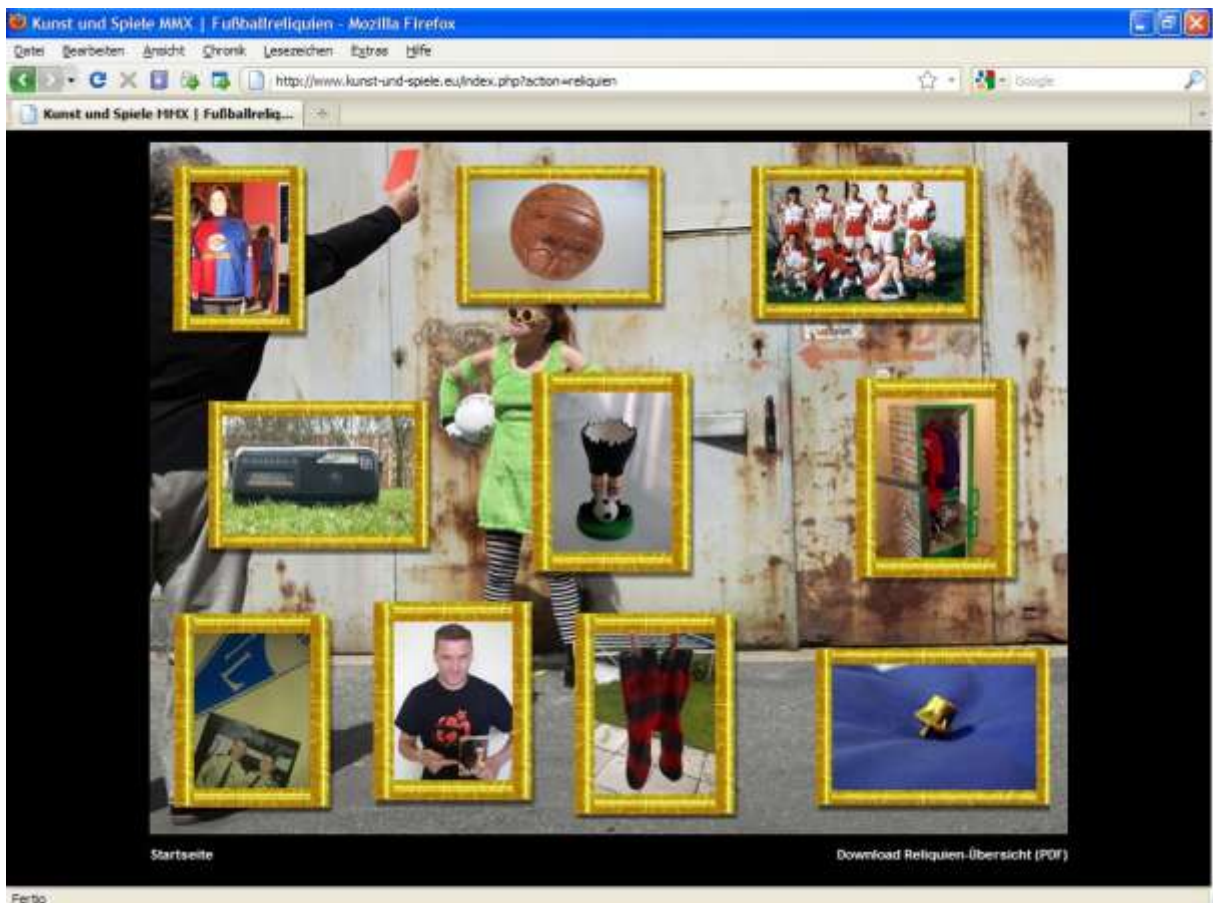 Kunst und Spiele MMX | Fußballreliquien - Mozilla Firefox
Datei Bearbeiten Ansicht Chronik Lesezeichen Extras Hilfe
http://www.kunst-und-spiele.eu/index.php?action=reliquien
Google
Kunst und Spiele MMX | Fußballreliq...
Startseite
Download Reliquien-Übersicht (PDF)
Fertig